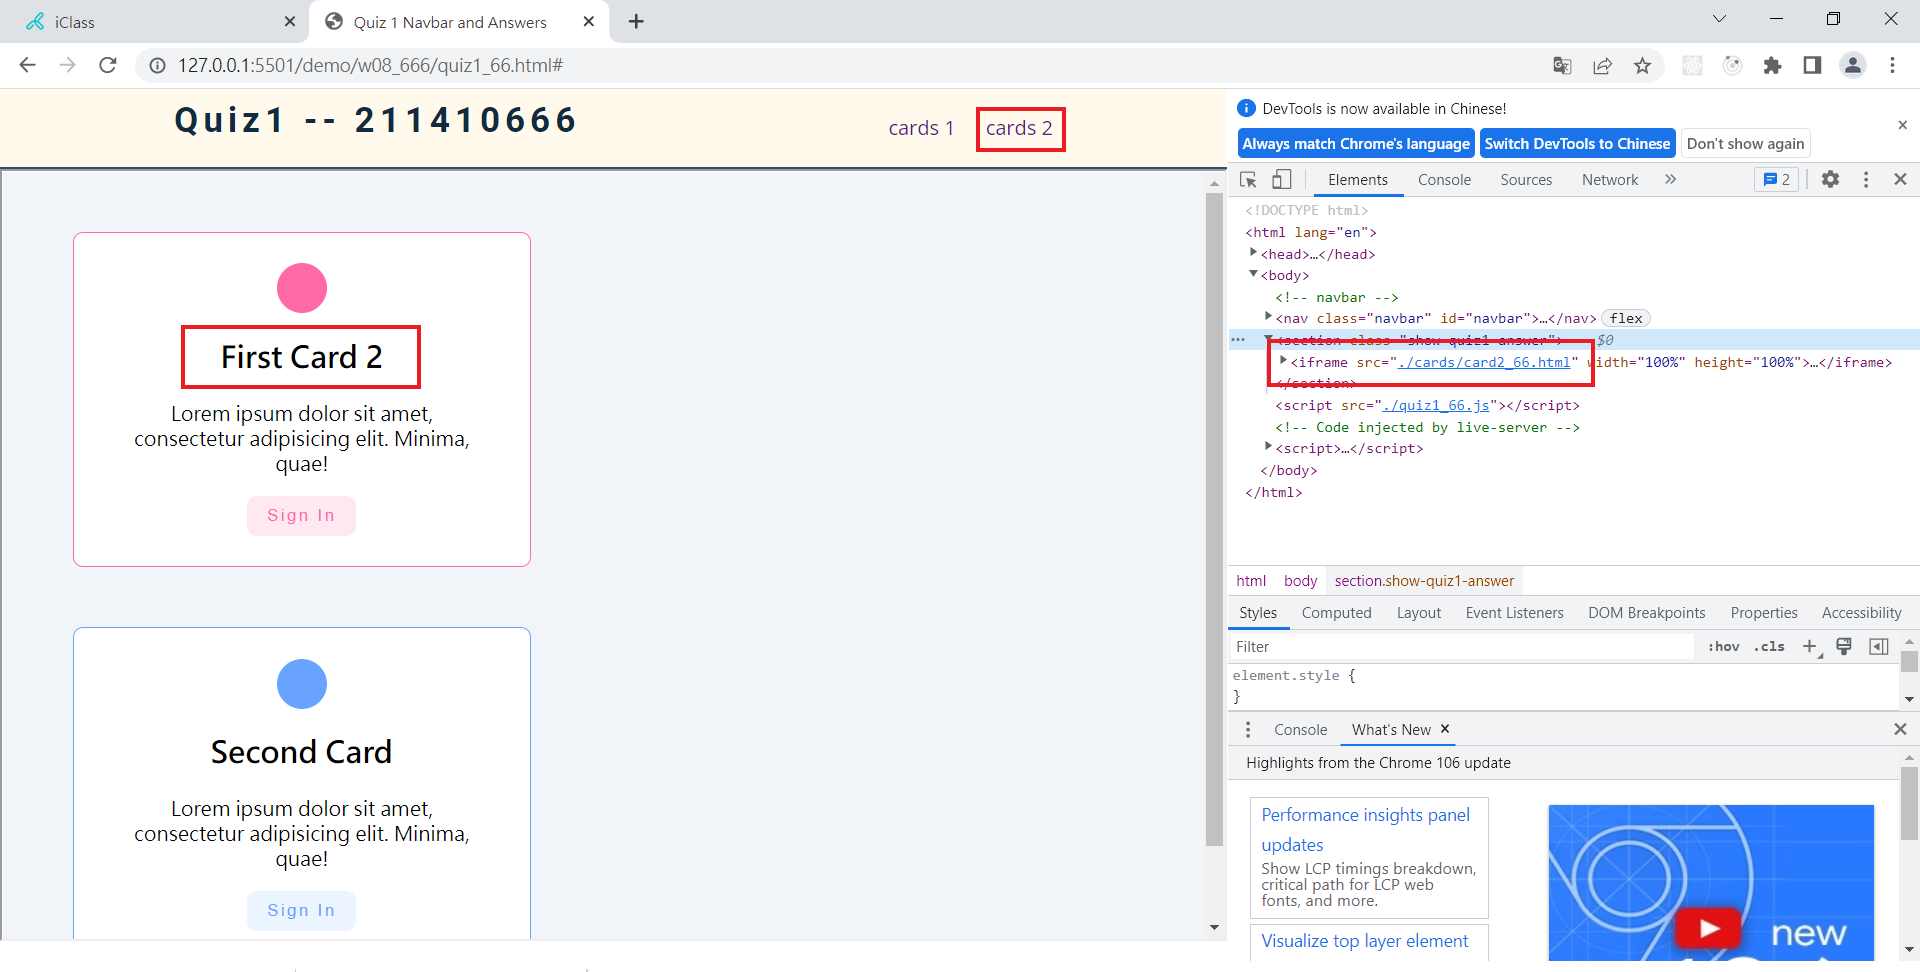 iClass
Quiz 1 Navbar and Answers
127.0.0.1:5501/demo/w08_666/quiz1_66.html#
Quiz1 -- 211410666
cards 1
cards 2
First Card 2
Lorem ipsum dolor sit amet,
consectetur adipisicing elit. Minima,
quae!
Sign In
Second Card
Lorem ipsum dolor sit amet,
consectetur adipisicing elit. Minima,
quae!
Sign In
DevTools is now available in Chinese!
Always match Chrome's language
Switch DevTools to Chinese
Don't show again
Elements
Console
Sources
Network
2
<!DOCTYPE html>
<html lang="en">
<head>…</head>
<body>
<!-- navbar -->
<nav class="navbar" id="navbar">…</nav> flex
<section class="show-quiz1-answer"> $0
<iframe src="./cards/card2_66.html" width="100%" height="100%">…</iframe>
</section>
<script src="./quiz1_66.js"></script>
<!-- Code injected by live-server -->
<script>…</script>
</body>
</html>
html body section.show-quiz1-answer
Styles
Computed
Layout
Event Listeners
DOM Breakpoints
Properties
Accessibility
Filter
:hov
.cls
element.style {
}
Console
What's New
Highlights from the Chrome 106 update
Performance insights panel
updates
Show LCP timings breakdown,
critical path for LCP web
fonts, and more.
Visualize top layer element
new